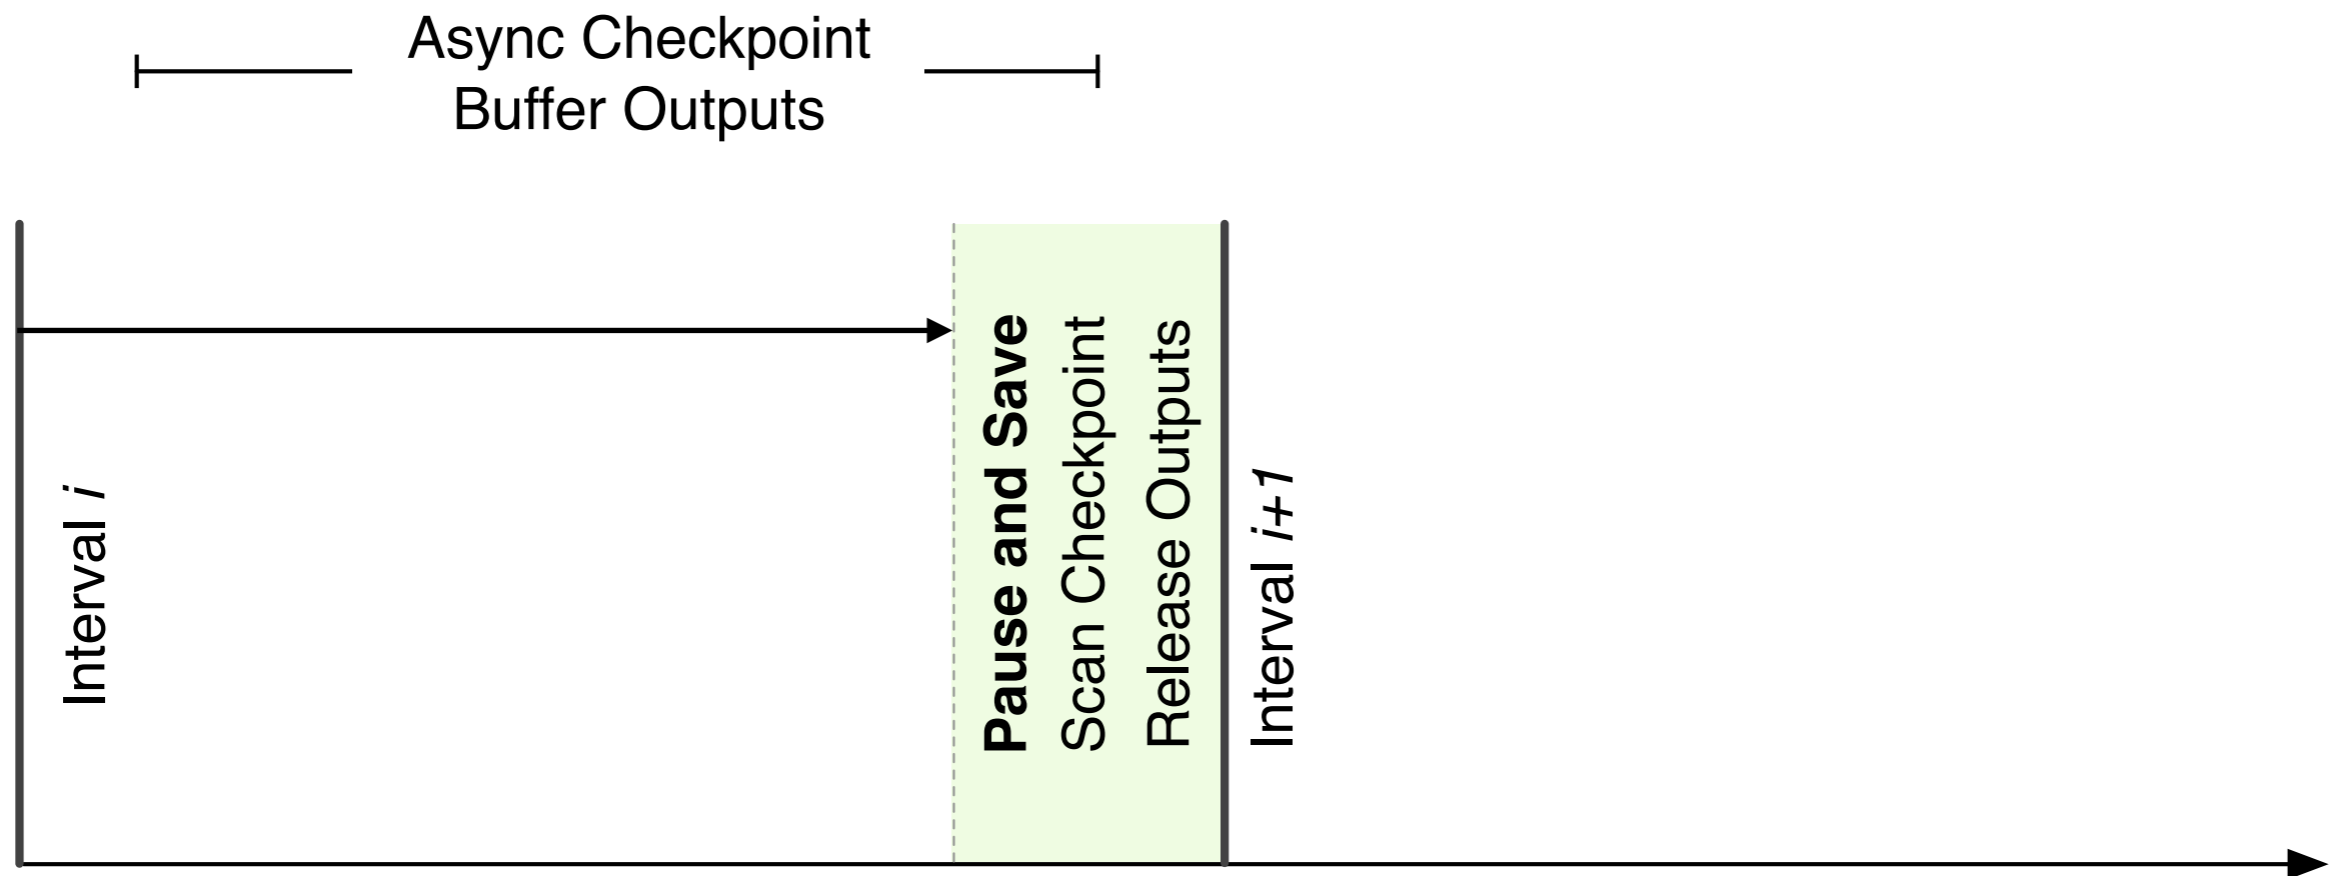 Async Checkpoint
Buffer Outputs
Interval i
Pause and Save
Scan Checkpoint
Release Outputs
Interval i+1